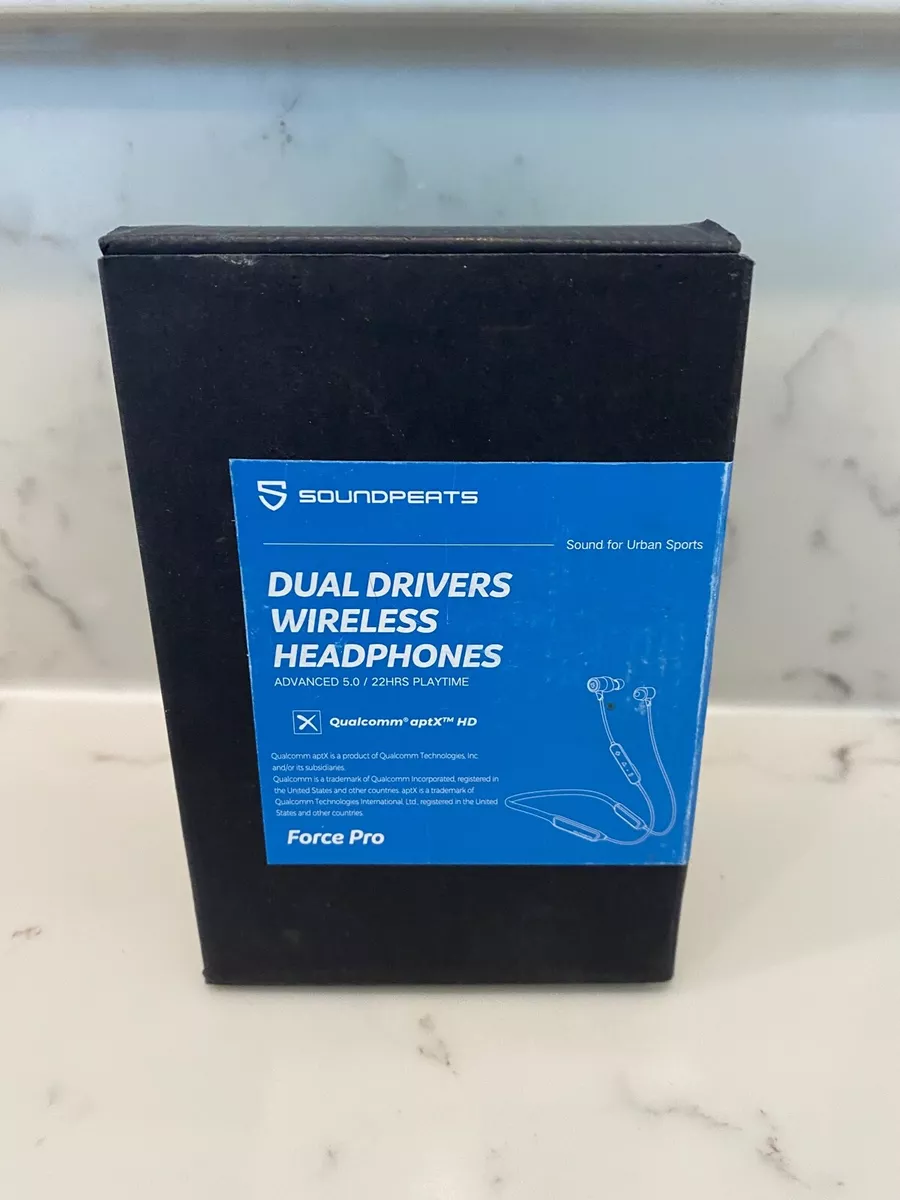 SOUNDPEATS
Sound for Urban Sports
DUAL DRIVERS
WIRELESS
HEADPHONES
ADVANCED 5.0 / 22HRS PLAYTIME
Qualcomm® aptX™ HD
Qualcomm aptX is a product of Qualcomm Technologies, Inc.
and/or its subsidiaries.
Qualcomm is a trademark of Qualcomm Incorporated, registered in
the United States and other countries. aptX is a trademark of
Qualcomm Technologies International, Ltd., registered in the United
States and other countries.
Force Pro